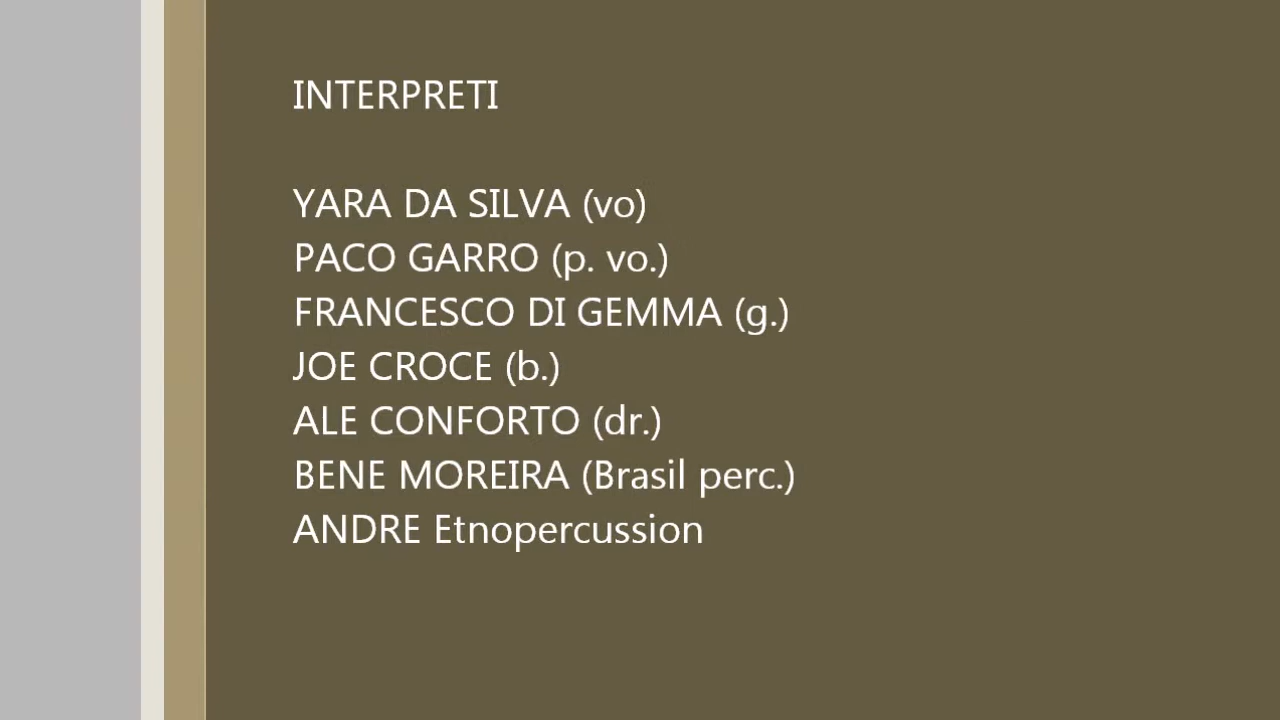 INTERPRETI
YARA DA SILVA (vo)
PACO GARRO (p. vo.)
FRANCESCO DI GEMMA (g.)
JOE CROCE (b.)
ALE CONFORTO (dr.)
BENE MOREIRA (Brasil perc.)
ANDRE Etnopercussion